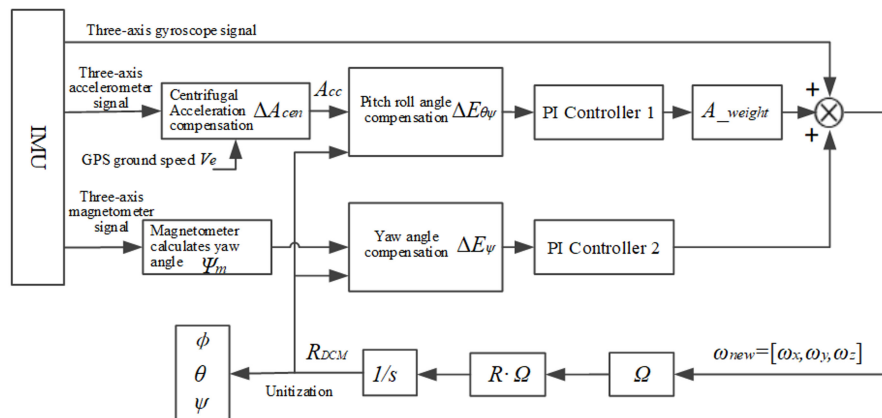 IMU
Three-axis gyroscope signal
Three-axis
accelerometer
signal
Centrifugal
Acceleration
compensation ΔA_cen
A_cc
GPS ground speed V_e
Pitch roll angle
compensation ΔE_θψ
PI Controller 1
A_weight
+
+
+
Three-axis
magnetometer
signal
Magnetometer
calculates yaw
angle Ψ_m
Yaw angle
compensation ΔE_ψ
PI Controller 2
ϕ
θ
ψ
R_DCM
Unitization
1/s
R·Ω
Ω
ω_new=[ω_x,ω_y,ω_z]